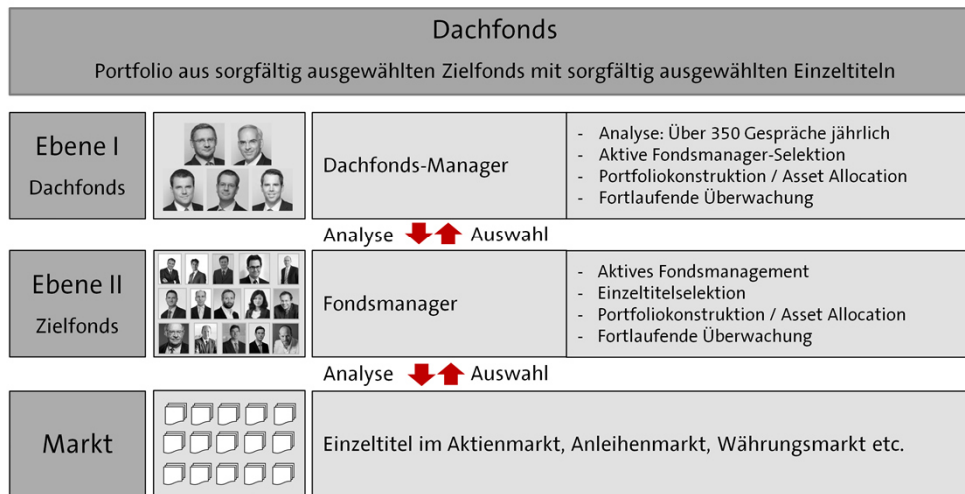 Dachfonds
Portfolio aus sorgfältig ausgewählten Zielfonds mit sorgfältig ausgewählten Einzeltiteln
Ebene I
Dachfonds
Dachfonds-Manager
- Analyse: Über 350 Gespräche jährlich
- Aktive Fondsmanager-Selektion
- Portfoliokonstruktion / Asset Allocation
- Fortlaufende Überwachung
Analyse Auswahl
Ebene II
Zielfonds
Fondsmanager
- Aktives Fondsmanagement
- Einzeltitelselektion
- Portfoliokonstruktion / Asset Allocation
- Fortlaufende Überwachung
Analyse Auswahl
Markt
Einzeltitel im Aktienmarkt, Anleihenmarkt, Währungsmarkt etc.